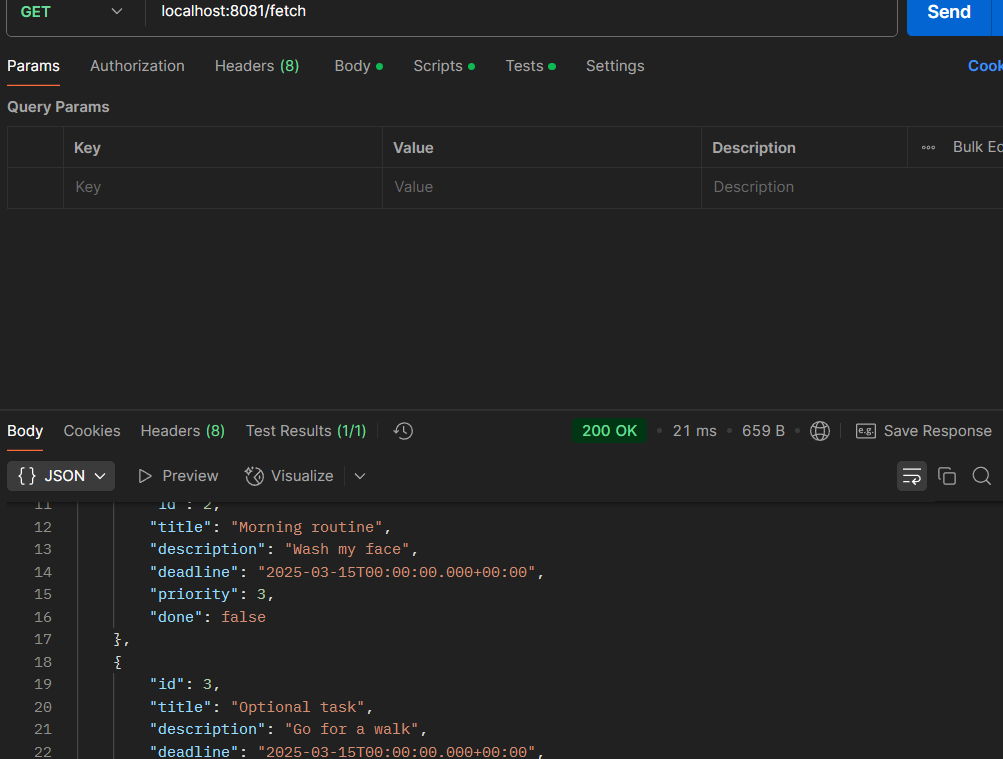 GET localhost:8081/fetch Send
Params Authorization Headers (8) Body Scripts Tests Settings Cook
Query Params
Key Value Description Bulk Ed
Key Value Description
Body Cookies Headers (8) Test Results (1/1) 200 OK 21 ms 659 B e.g. Save Response
{} JSON Preview Visualize
11 "id": 2,
12 "title": "Morning routine",
13 "description": "Wash my face",
14 "deadline": "2025-03-15T00:00:00.000+00:00",
15 "priority": 3,
16 "done": false
17 },
18 {
19 "id": 3,
20 "title": "Optional task",
21 "description": "Go for a walk",
22 "deadline": "2025-03-15T00:00:00.000+00:00",